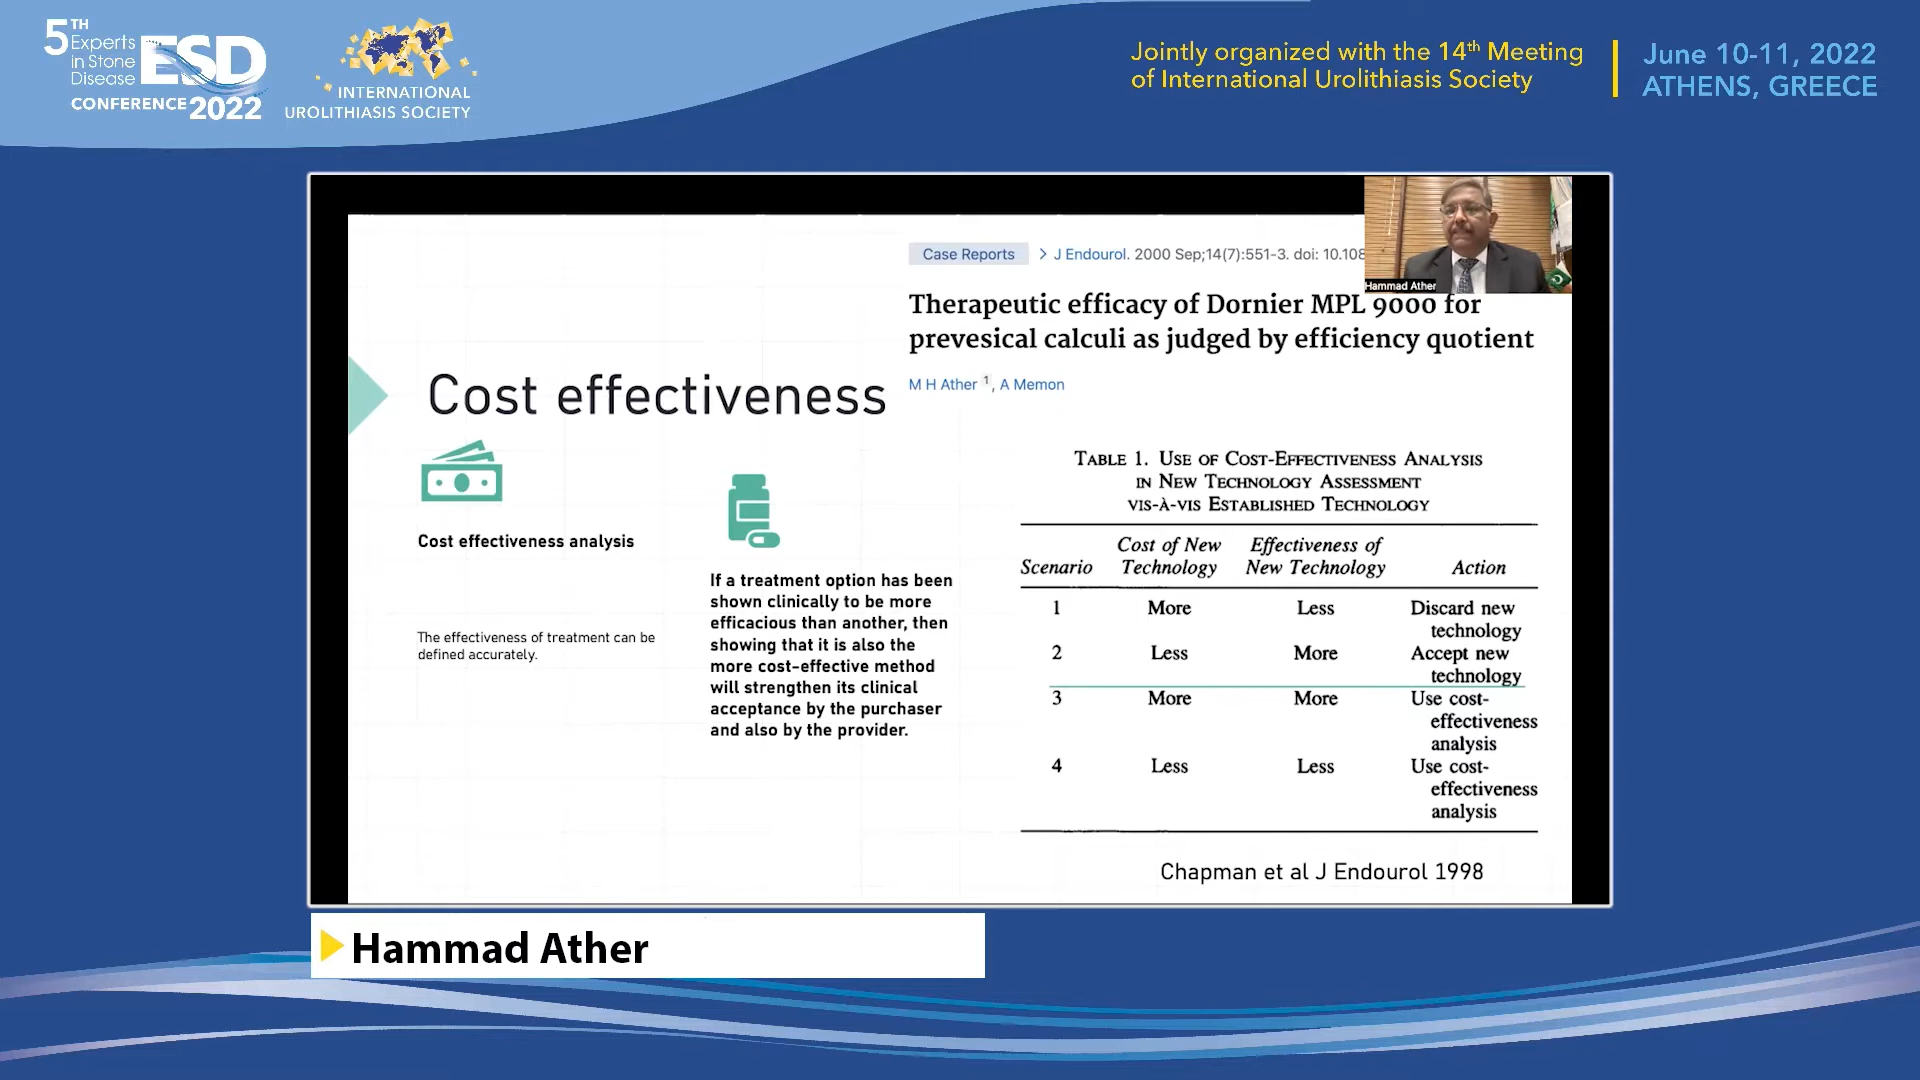 5TH
Experts
in Stone
Disease
ESD
CONFERENCE 2022
INTERNATIONAL
UROLITHIASIS SOCIETY
Jointly organized with the 14th Meeting
of International Urolithiasis Society
June 10-11, 2022
ATHENS, GREECE
Case Reports > J Endourol. 2000 Sep;14(7):551-3. doi: 10.108
Hammad Ather
Therapeutic efficacy of Dornier MPL 9000 for
prevesical calculi as judged by efficiency quotient
M H Ather 1, A Memon
Cost effectiveness
Cost effectiveness analysis
The effectiveness of treatment can be
defined accurately.
If a treatment option has been
shown clinically to be more
efficacious than another, then
showing that it is also the
more cost-effective method
will strengthen its clinical
acceptance by the purchaser
and also by the provider.
TABLE 1. USE OF COST-EFFECTIVENESS ANALYSIS
IN NEW TECHNOLOGY ASSESSMENT
VIS-À-VIS ESTABLISHED TECHNOLOGY
Cost of New Effectiveness of
Scenario Technology New Technology Action
1 More Less Discard new
technology
2 Less More Accept new
technology
3 More More Use cost-
effectiveness
analysis
4 Less Less Use cost-
effectiveness
analysis
Chapman et al J Endourol 1998
Hammad Ather